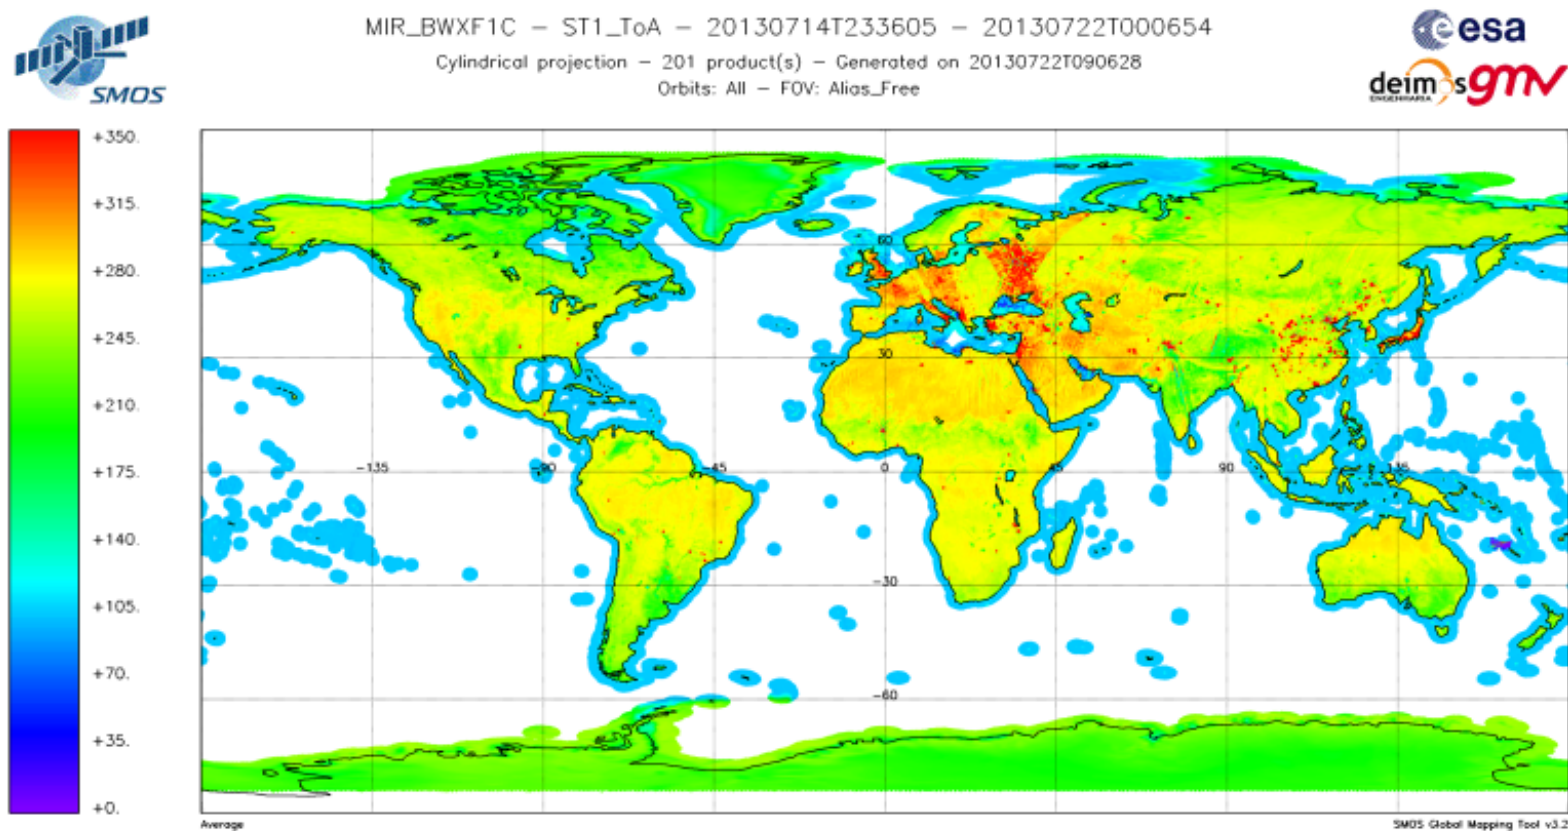 MIR_BWXF1C – ST1_ToA – 20130714T233605 – 20130722T000654
Cylindrical projection – 201 product(s) – Generated on 20130722T090628
Orbits: All – FOV: Alias_Free
SMOS
esa
deimos gmv
ENGENHARIA
+350.
+315.
+280.
+245.
+210.
+175.
+140.
+105.
+70.
+35.
+0.
60
30
-135 -90 -45 0 45 90 135
-30
-60
Average
SMOS Global Mapping Tool v3.2